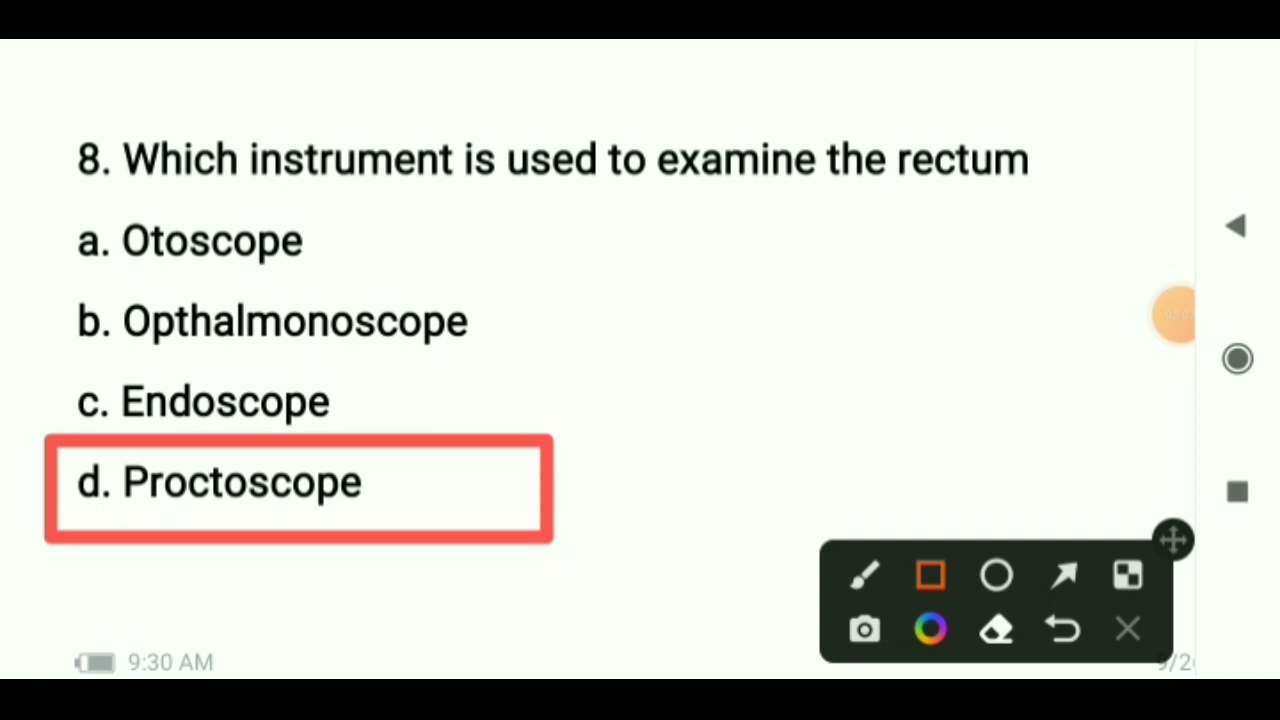 8. Which instrument is used to examine the rectum
a. Otoscope
b. Opthalmonoscope
c. Endoscope
d. Proctoscope
9:30 AM